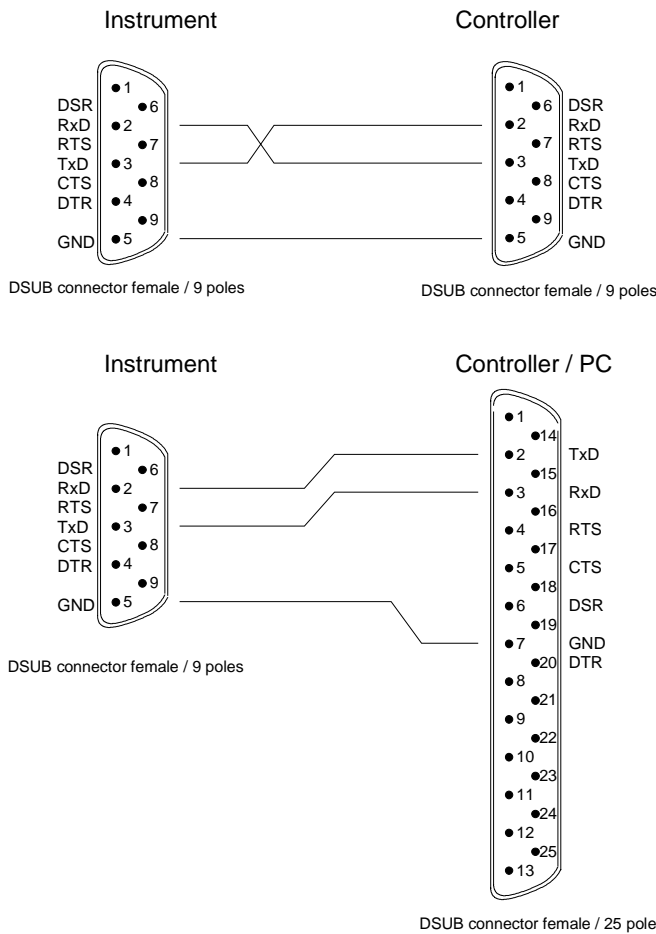 Instrument
Controller
1
DSR
6
RxD
2
RTS
7
TxD
3
CTS
8
DTR
4
9
GND
5
1
6
DSR
2
RxD
7
RTS
3
TxD
8
CTS
4
DTR
9
5
GND
DSUB connector female / 9 poles
DSUB connector female / 9 poles
Instrument
Controller / PC
1
DSR
6
RxD
2
RTS
7
TxD
3
CTS
8
DTR
4
9
GND
5
DSUB connector female / 9 poles
1
14
2
TxD
15
3
RxD
16
4
RTS
17
5
CTS
18
6
DSR
19
7
GND
20
DTR
8
21
9
22
10
23
11
24
12
25
13
DSUB connector female / 25 pole